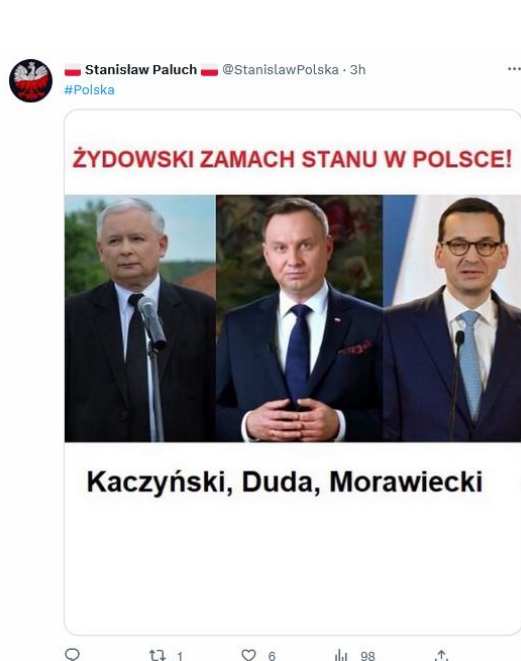 Stanisław Paluch @StanislawPolska · 3h
#Polska
ŻYDOWSKI ZAMACH STANU W POLSCE!
Kaczyński, Duda, Morawiecki
1 6 98